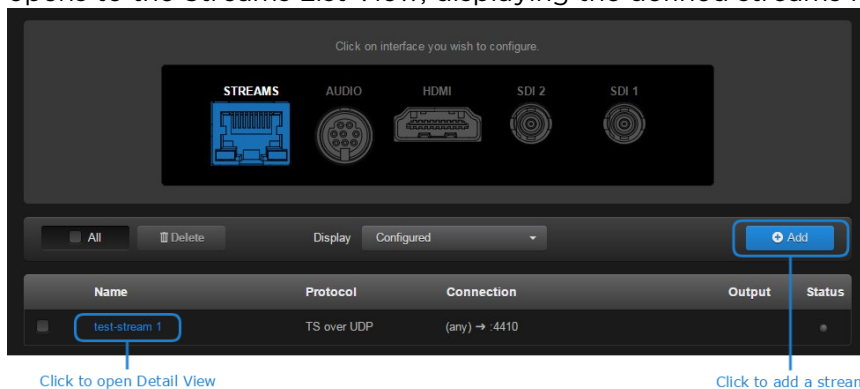 opens to the Streams List View, displaying the defined streams f
Click on interface you wish to configure.
STREAMS AUDIO HDMI SDI 2 SDI 1
All Delete Display Configured Add
Name Protocol Connection Output Status
test-stream 1 TS over UDP (any) → :4410
Click to open Detail View Click to add a stream